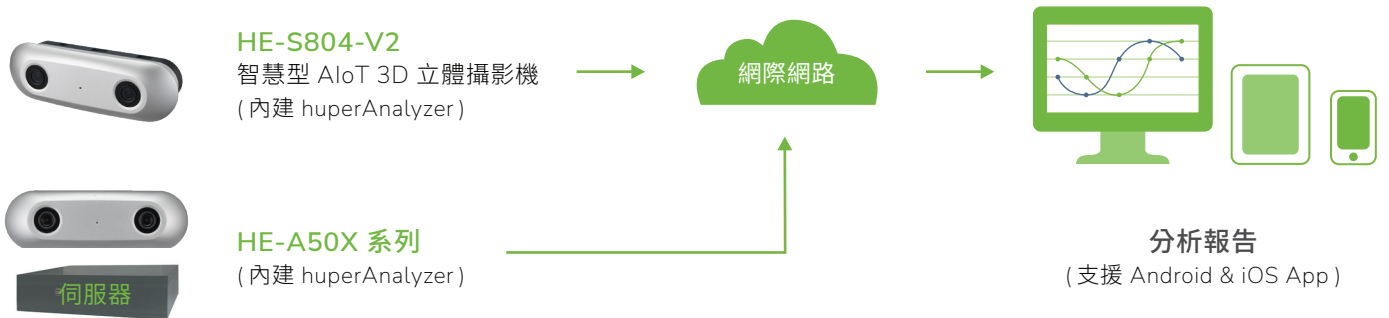 HE-S804-V2
智慧型 AIoT 3D 立體攝影機
(內建 huperAnalyzer)
網際網路
HE-A50X 系列
(內建 huperAnalyzer)
伺服器
分析報告
(支援 Android & iOS App)